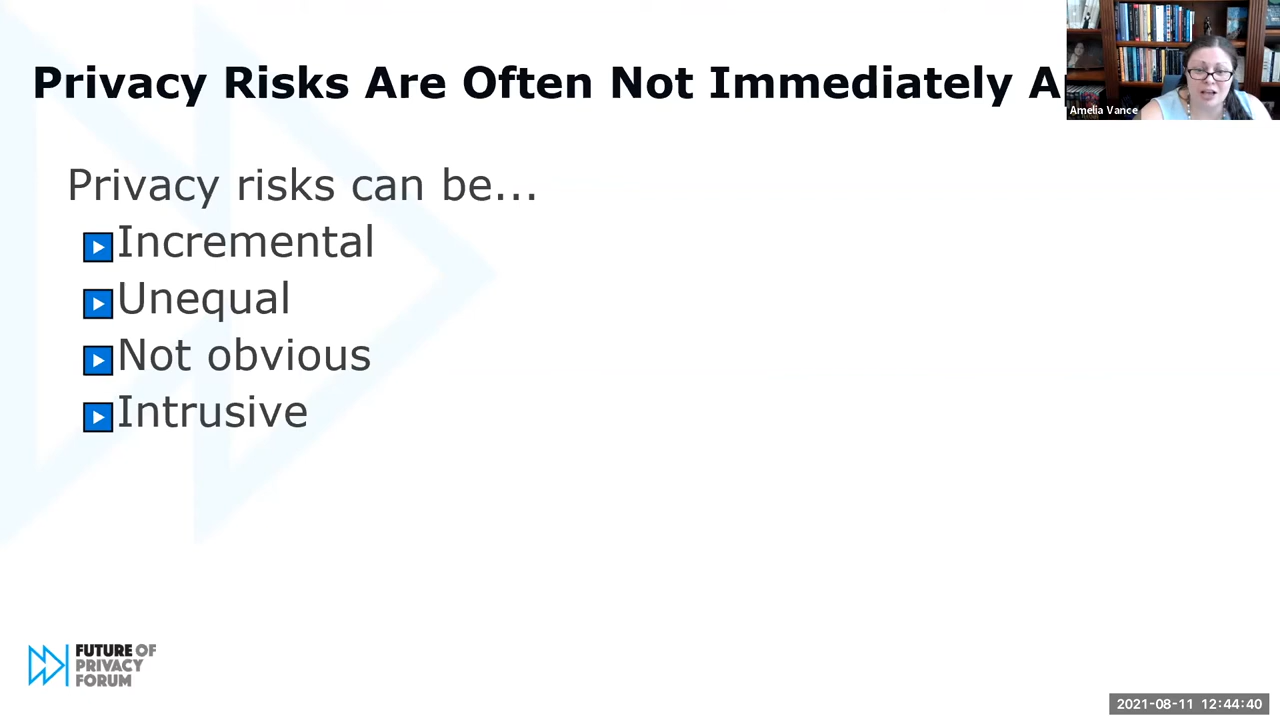 Privacy Risks Are Often Not Immediately A
Amelia Vance
Privacy risks can be...
Incremental
Unequal
Not obvious
Intrusive
FUTURE OF
PRIVACY
FORUM
2021-08-11 12:44:40